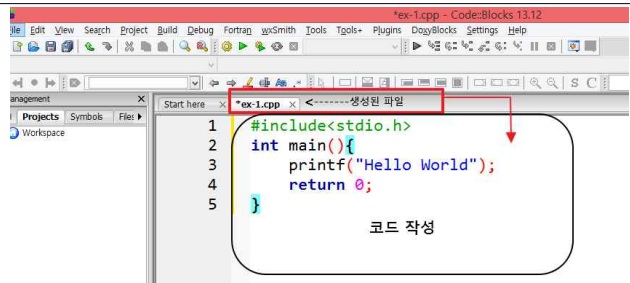 *ex-1.cpp - Code::Blocks 13.12
File Edit View Search Project Build Debug Fortran wxSmith Tools Tools+ Plugins DoxyBlocks Settings Help
S C
anagement X
Projects Symbols Files
Workspace
Start here X *ex-1.cpp X <-------생성된 파일
1 #include<stdio.h>
2 int main(){
3 printf("Hello World");
4 return 0;
5 }
코드 작성